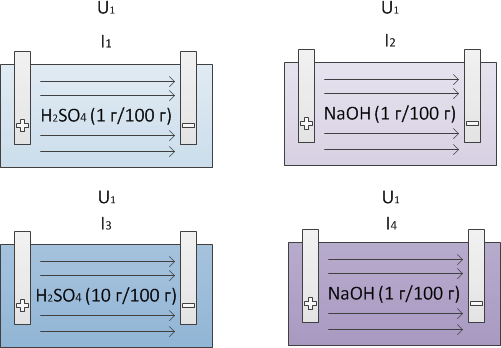 U₁
I₁
H₂SO₄ (1 г/100 г)
U₁
I₂
NaOH (1 г/100 г)
U₁
I₃
H₂SO₄ (10 г/100 г)
U₁
I₄
NaOH (1 г/100 г)